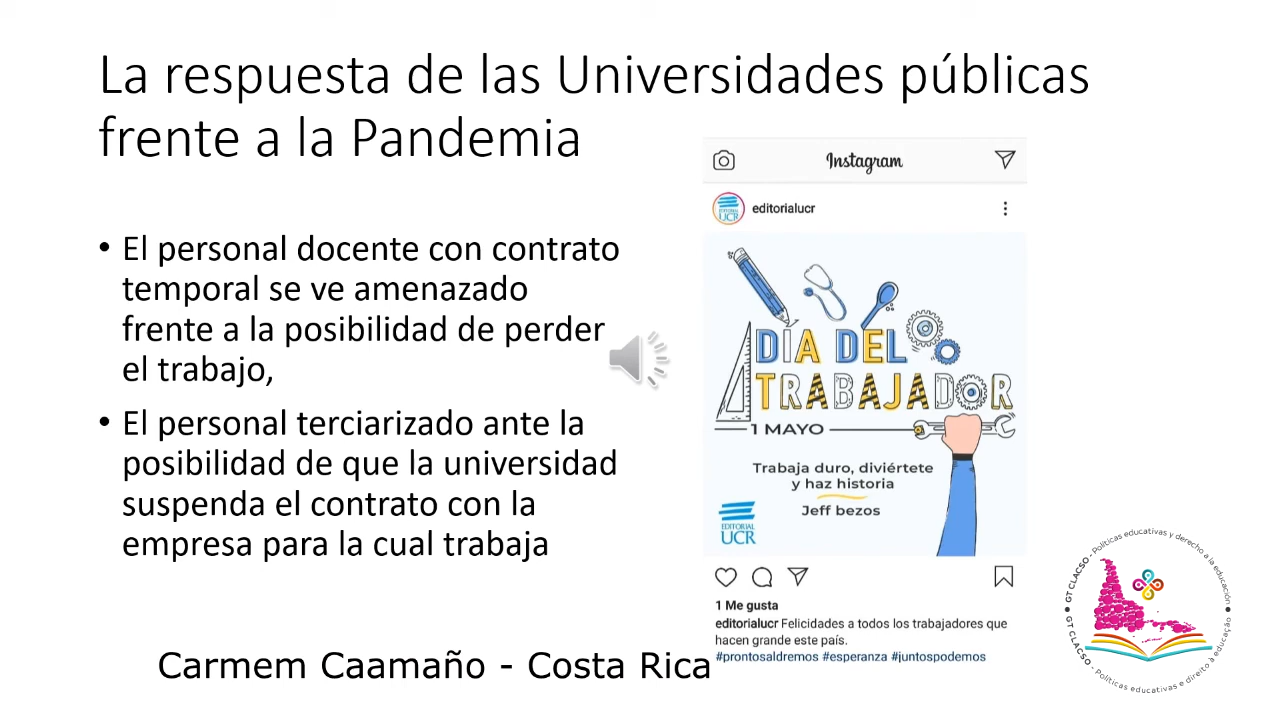 La respuesta de las Universidades públicas
frente a la Pandemia
• El personal docente con contrato
temporal se ve amenazado
frente a la posibilidad de perder
el trabajo,
• El personal terciarizado ante la
posibilidad de que la universidad
suspenda el contrato con la
empresa para la cual trabaja
Instagram
EDITORIAL
UCR
editorialucr
DÍA DEL
TRABAJADOR
1 MAYO
Trabaja duro, diviértete
y haz historia
Jeff bezos
EDITORIAL
UCR
1 Me gusta
editorialucr Felicidades a todos los trabajadores que
hacen grande este país.
#prontosaldremos #esperanza #juntospodemos
Carmem Caamaño - Costa Rica
GT CLACSO - Políticas educativas y derecho a la educación
GT CLACSO - Políticas educativas e direito à educação